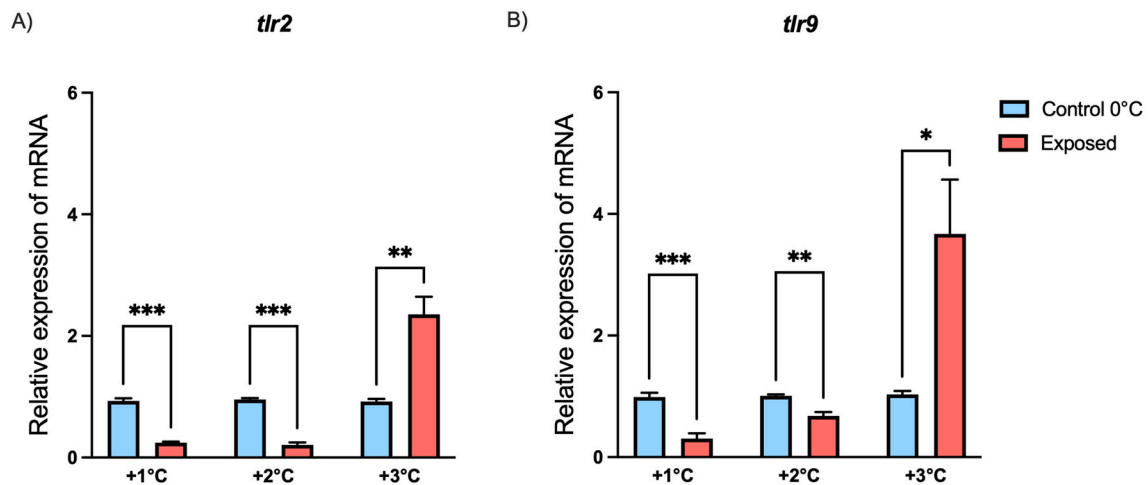 A)
tlr2
Relative expression of mRNA
6
4
2
0
***
***
**
+1°C
+2°C
+3°C
B)
tlr9
Relative expression of mRNA
6
4
2
0
***
**
*
+1°C
+2°C
+3°C
Control 0°C
Exposed